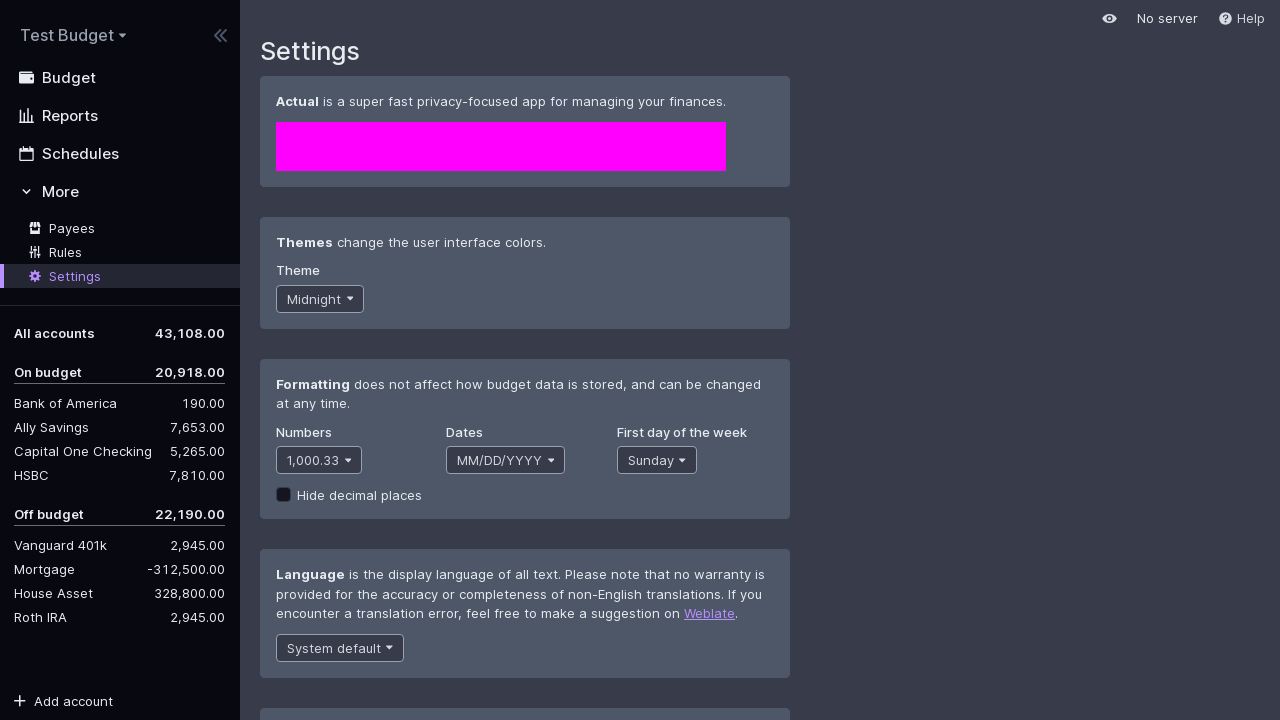 Test Budget
Budget
Reports
Schedules
More
Payees
Rules
Settings
All accounts 43,108.00
On budget 20,918.00
Bank of America 190.00
Ally Savings 7,653.00
Capital One Checking 5,265.00
HSBC 7,810.00
Off budget 22,190.00
Vanguard 401k 2,945.00
Mortgage -312,500.00
House Asset 328,800.00
Roth IRA 2,945.00
Add account
No server Help
Settings
Actual is a super fast privacy-focused app for managing your finances.
Themes change the user interface colors.
Theme
Midnight
Formatting does not affect how budget data is stored, and can be changed
at any time.
Numbers Dates First day of the week
1,000.33 MM/DD/YYYY Sunday
Hide decimal places
Language is the display language of all text. Please note that no warranty is
provided for the accuracy or completeness of non-English translations. If you
encounter a translation error, feel free to make a suggestion on Weblate.
System default